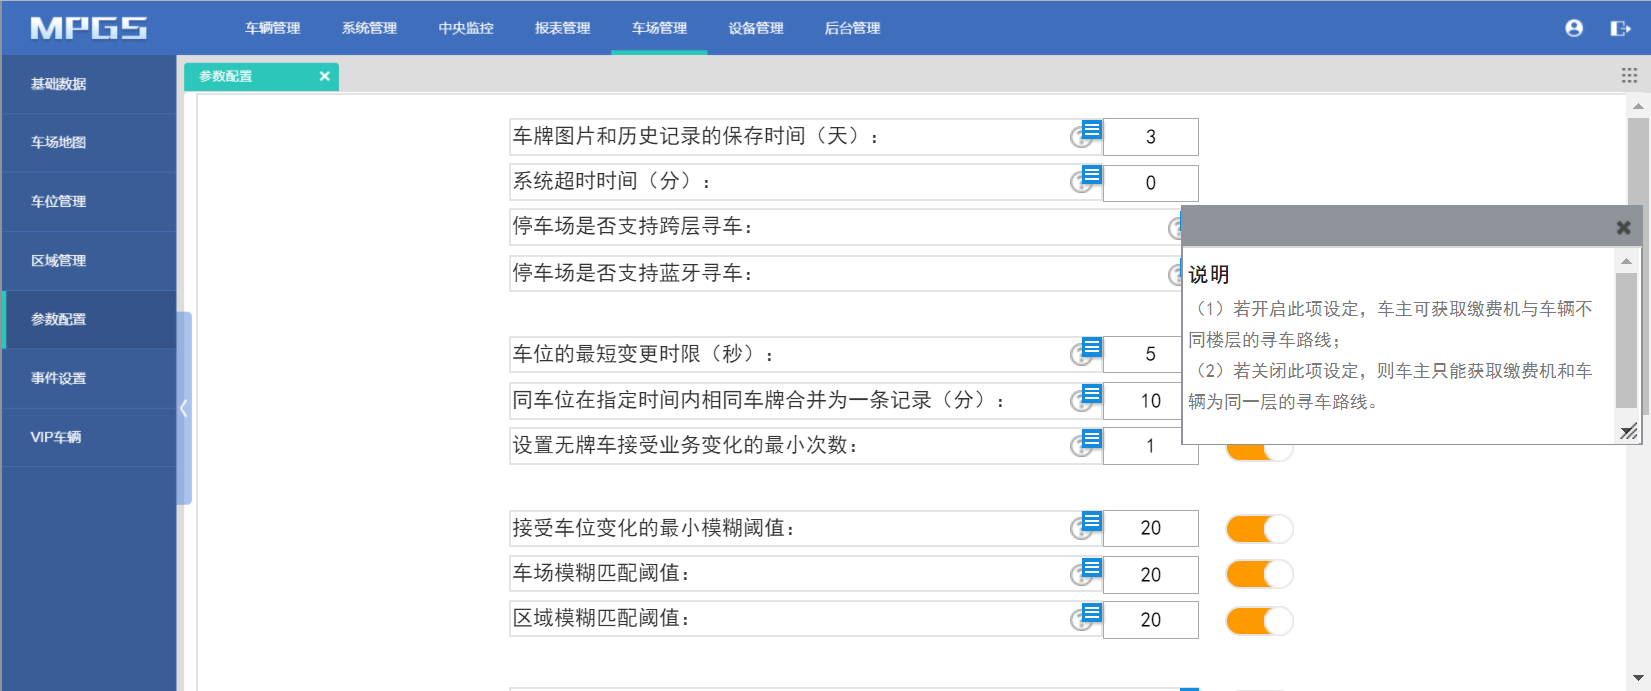 MPGS
车辆管理 系统管理 中央监控 报表管理 车场管理 设备管理 后台管理
参数配置
基础数据
车场地图
车位管理
区域管理
参数配置
事件设置
VIP车辆
车牌图片和历史记录的保存时间（天）： 3
系统超时时间（分）： 0
停车场是否支持跨层寻车：
停车场是否支持蓝牙寻车：
车位的最短变更时限（秒）： 5
同车位在指定时间内相同车牌合并为一条记录（分）： 10
设置无牌车接受业务变化的最小次数： 1
接受车位变化的最小模糊阈值： 20
车场模糊匹配阈值： 20
区域模糊匹配阈值： 20
说明
（1）若开启此项设定，车主可获取缴费机与车辆不
同楼层的寻车路线；
（2）若关闭此项设定，则车主只能获取缴费机和车
辆为同一层的寻车路线。